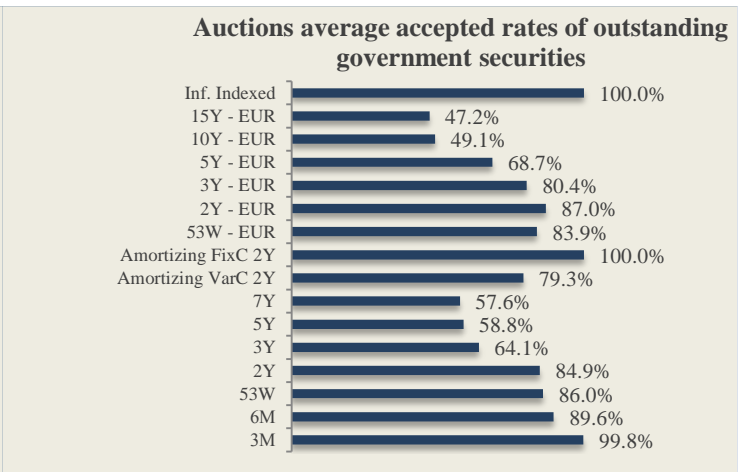 Auctions average accepted rates of outstanding
government securities
Inf. Indexed 100.0%
15Y - EUR 47.2%
10Y - EUR 49.1%
5Y - EUR 68.7%
3Y - EUR 80.4%
2Y - EUR 87.0%
53W - EUR 83.9%
Amortizing FixC 2Y 100.0%
Amortizing VarC 2Y 79.3%
7Y 57.6%
5Y 58.8%
3Y 64.1%
2Y 84.9%
53W 86.0%
6M 89.6%
3M 99.8%